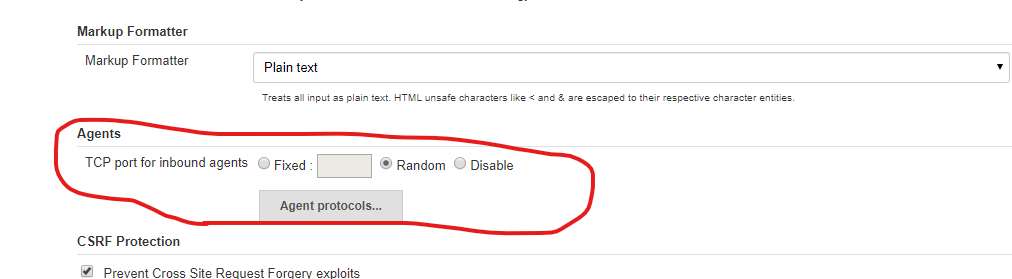 Markup Formatter
Markup Formatter Plain text
Treats all input as plain text. HTML unsafe characters like < and & are escaped to their respective character entities.
Agents
TCP port for inbound agents Fixed : Random Disable
Agent protocols...
CSRF Protection
Prevent Cross Site Request Forgery exploits